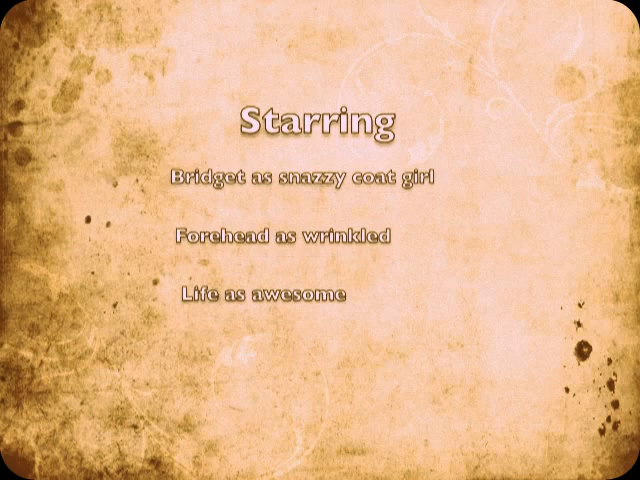 Starring
Bridget as snazzy coat girl
Forehead as wrinkled
Life as awesome